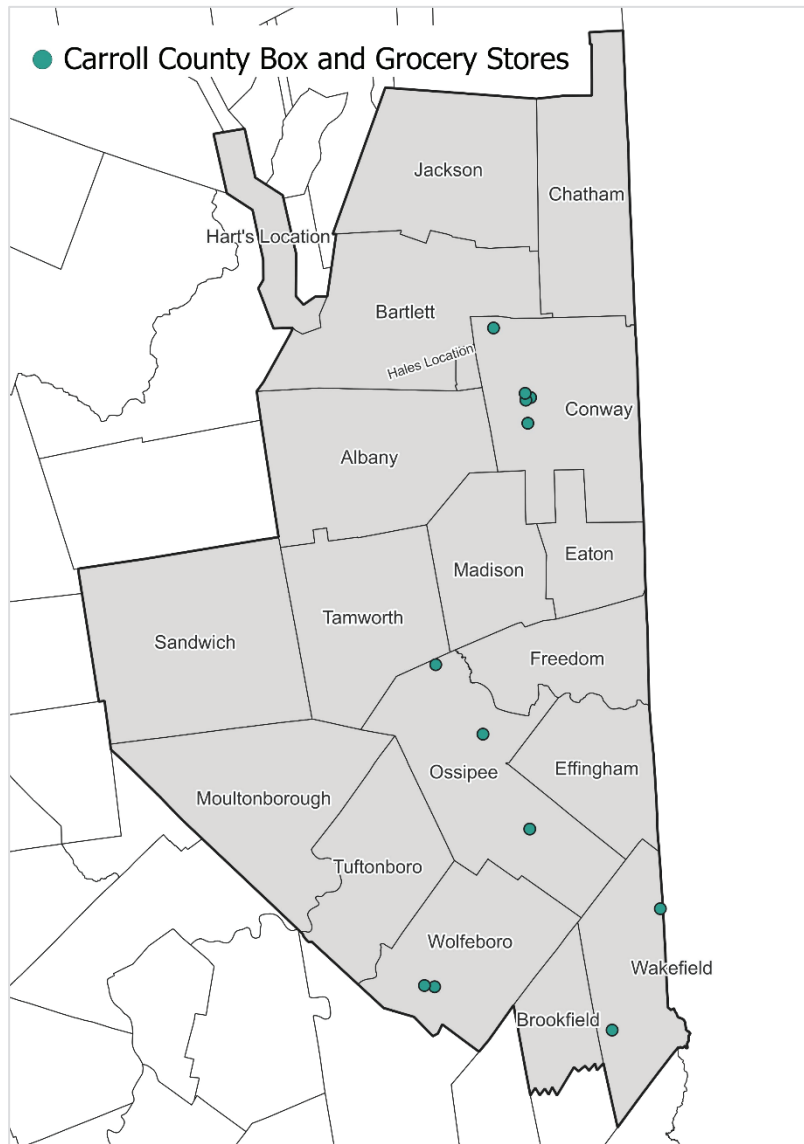 Carroll County Box and Grocery Stores
Jackson
Chatham
Hart's Location
Bartlett
Hales Location
Conway
Albany
Eaton
Madison
Tamworth
Sandwich
Freedom
Effingham
Ossipee
Moultonborough
Tuftonboro
Wolfeboro
Wakefield
Brookfield